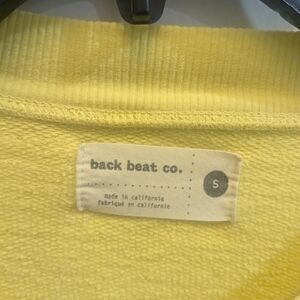 back beat co.
S
made in california
fabriqué en californie